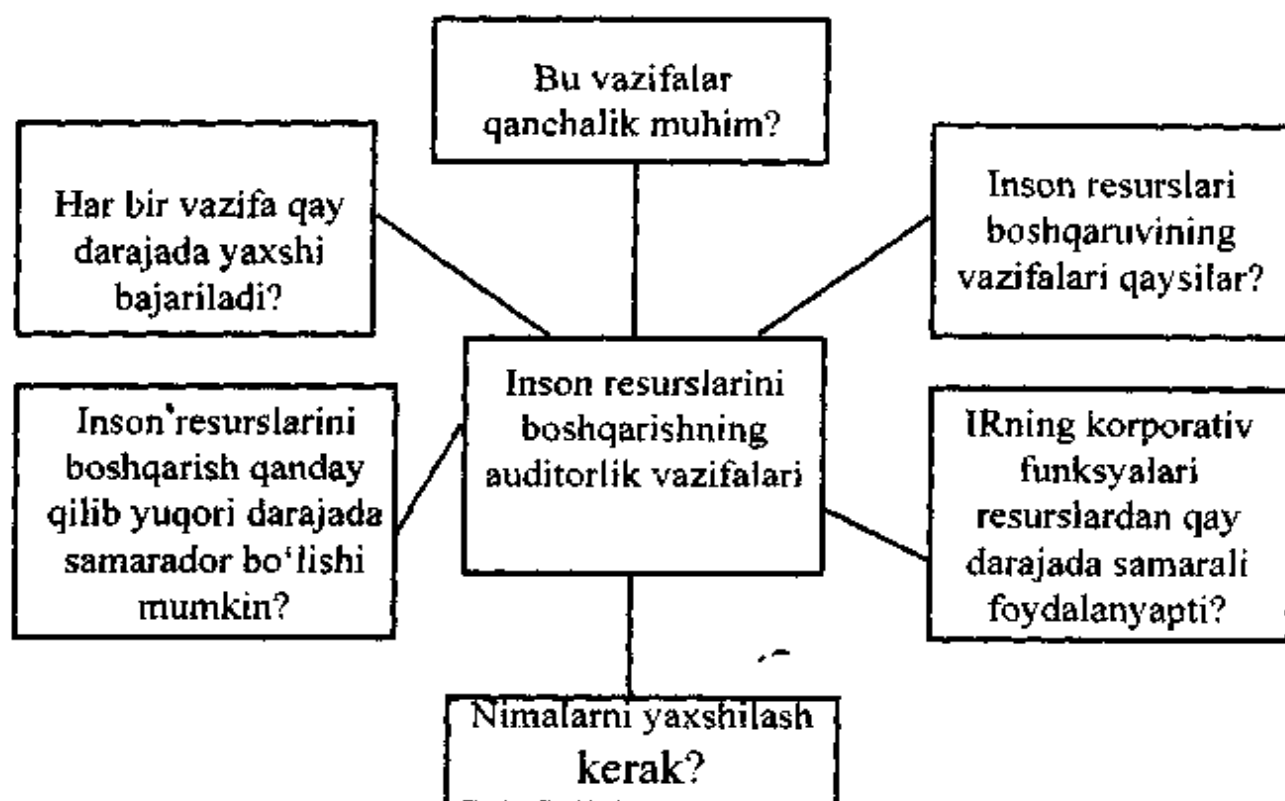 Bu vazifalar
qanchalik muhim?
Har bir vazifa qay
darajada yaxshi
bajariladi?
Inson resurslari
boshqaruvining
vazifalari qaysilar?
Inson resurslarini
boshqarishning
auditorlik vazifalari
Inson resurslarini
boshqarish qanday
qilib yuqori darajada
samarador bo‘lishi
mumkin?
IRning korporativ
funksyalari
resurslardan qay
darajada samarali
foydalanyapti?
Nimalarni yaxshilash
kerak?